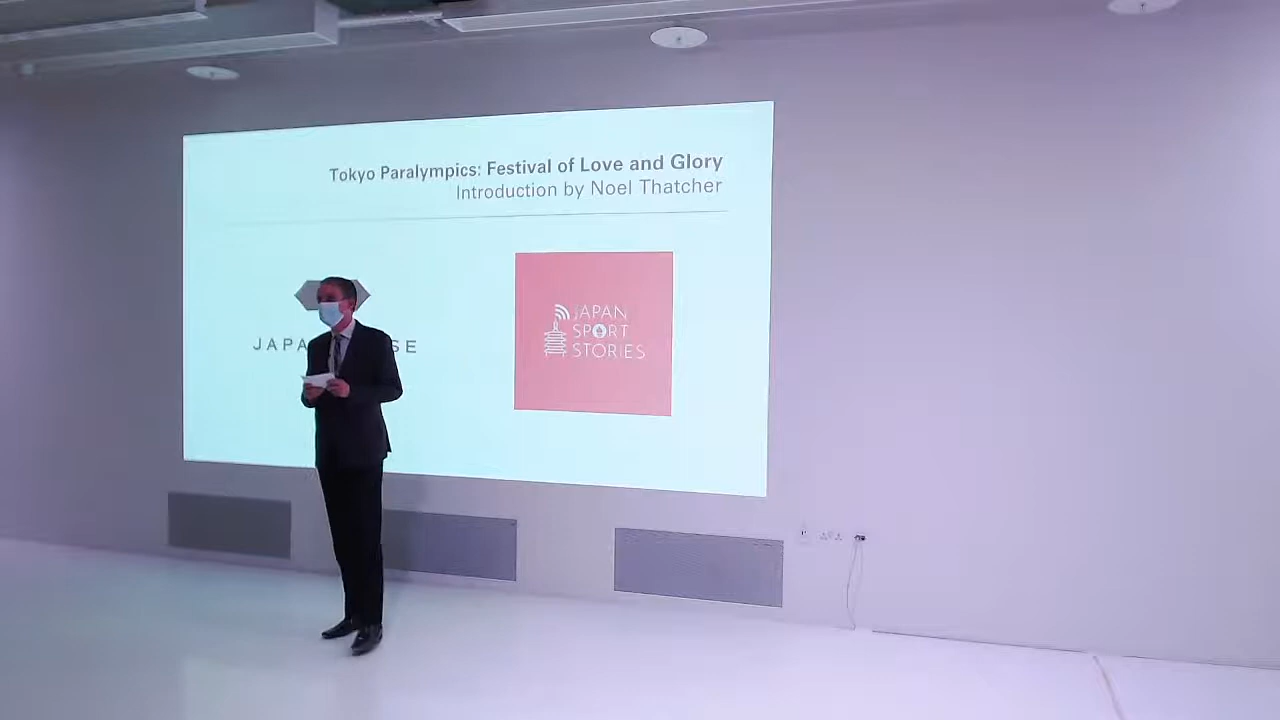 Tokyo Paralympics: Festival of Love and Glory
Introduction by Noel Thatcher
JAPA SE
JAPAN
SPORT
STORIES